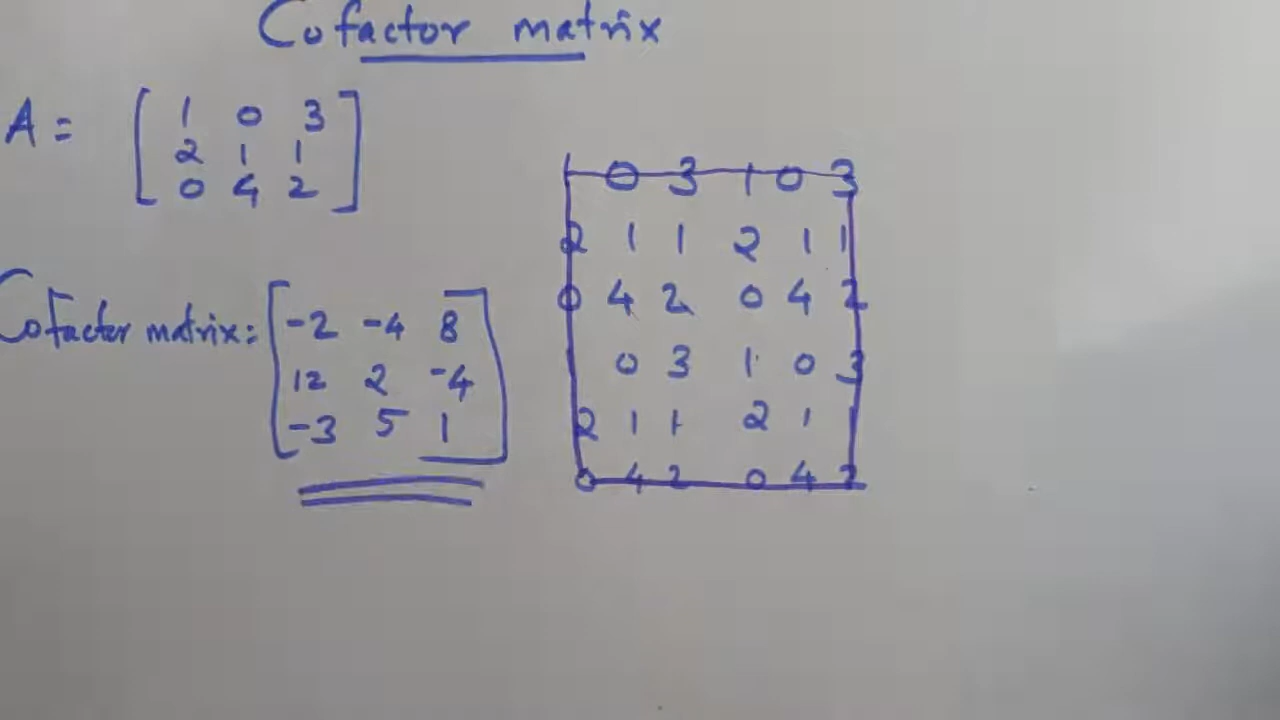 Cofactor matrix
A = [ 1 0 3
2 1 1
0 4 2 ]
Cofactor matrix = [ -2 -4 8
12 2 -4
-3 5 1 ]
1 0 3 1 0 3
2 1 1 2 1 1
0 4 2 0 4 2
0 3 1 0 3
2 1 1 2 1 1
0 4 2 0 4 2